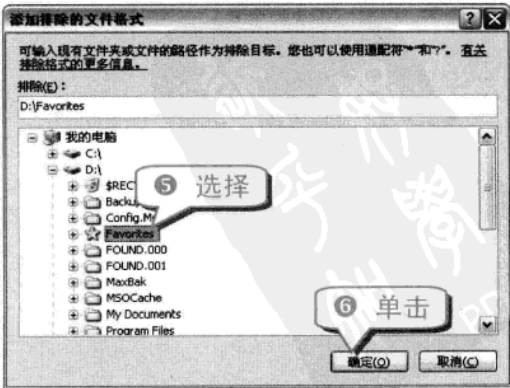 添加排除的文件格式
可输入现有文件夹或文件的路径作为排除目标。您也可以使用通配符"*"和"?"。 有关
排除格式的更多信息。
排除(E)：
D:\Favorites
我的电脑
C:\
D:\
$REC
⑤ 选择
Backu
Config.M
Favorites
FOUND.000
FOUND.001
MaxBak
MSOCache
⑥ 单击
My Documents
Program Files
确定(O) 取消(C)